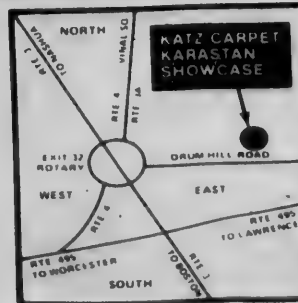 NORTH
KATZ CARPET
KARASTAN
SHOWCASE
RTE 3
TO NASHUA
VINAL SQ
RTE 4
RTE 3A
EXIT 32
ROTARY
DRUM HILL ROAD
WEST
EAST
RTE 4
RTE 495
TO LAWRENCE
RTE 495
TO WORCESTER
RTE 3
TO BOSTON
SOUTH